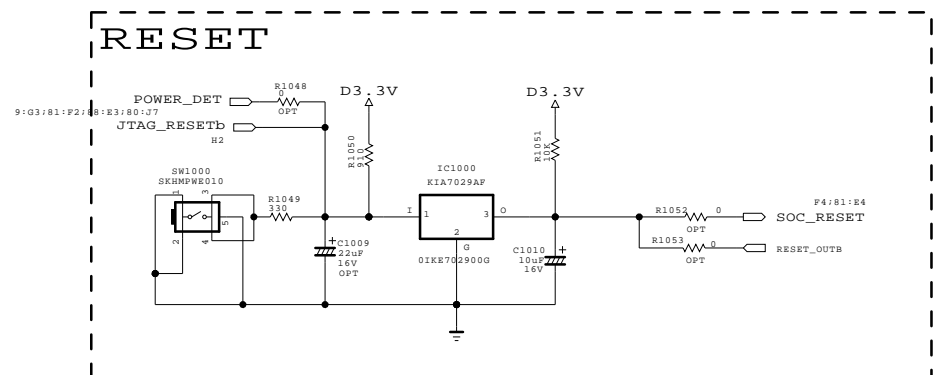 RESET
R1048
0
OPT
POWER_DET
9:G3;81:F2;88:E3;80:J7
JTAG_RESETb
H2
D3.3V
R1050
910
D3.3V
R1051
10K
SW1000
SKHMPWE010
1
3
5
2
4
R1049
330
IC1000
KIA7029AF
I
1
3
O
2
G
0IKE702900G
C1009
22uF
16V
OPT
C1010
10uF
16V
R1052
0
OPT
F4;81:E4
SOC_RESET
R1053
0
OPT
RESET_OUTB